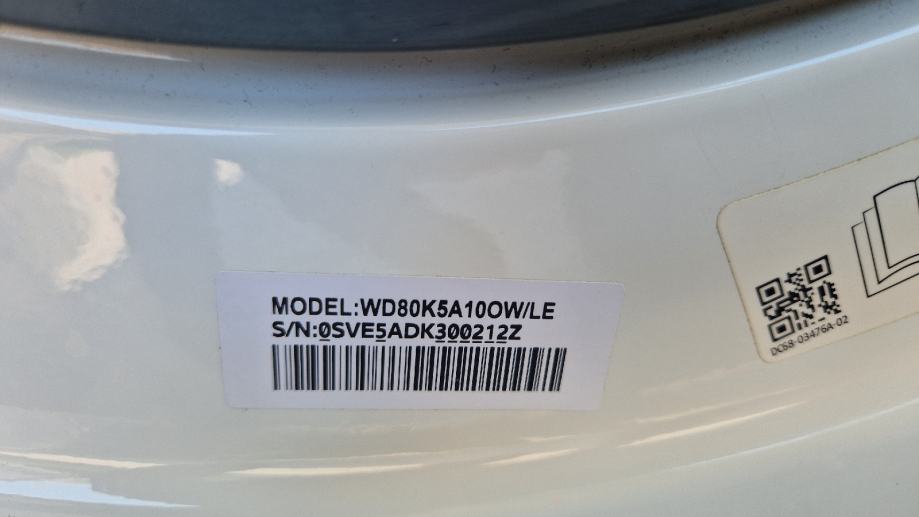 MODEL:WD80K5A10OW/LE
S/N:0SVE5ADK300212Z
DC68-03476A-02